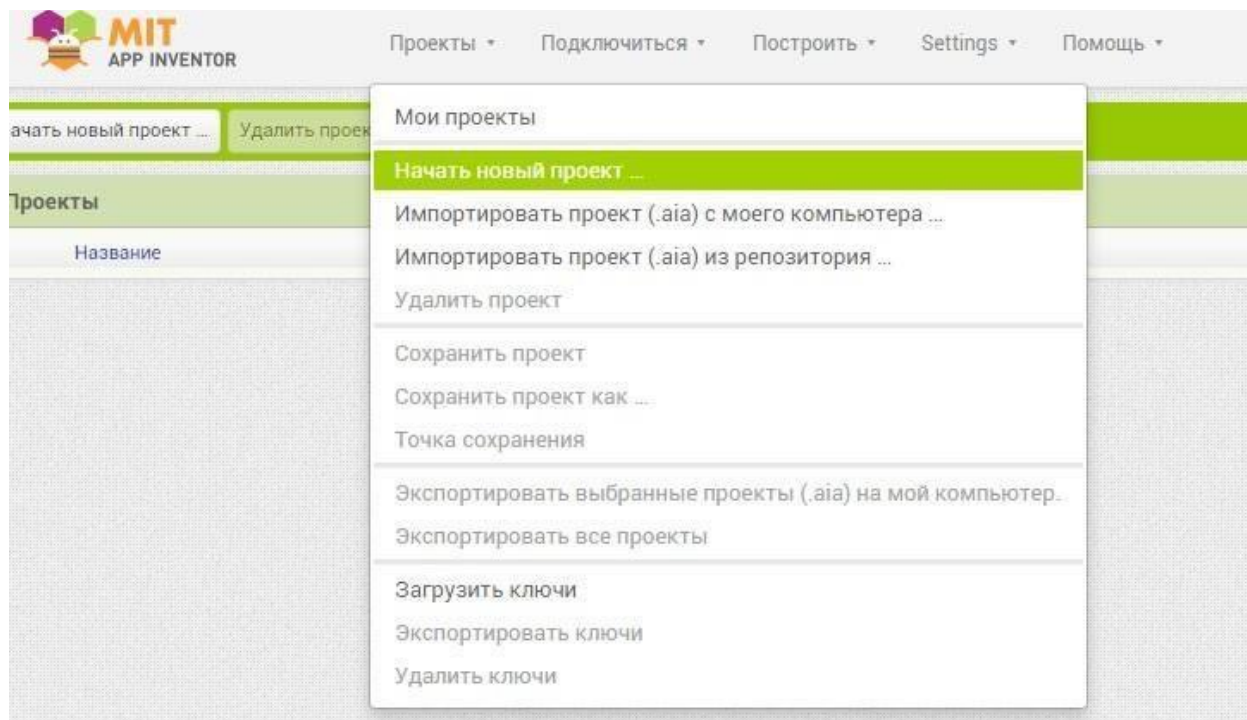 MIT
APP INVENTOR
Проекты Подключиться Построить Settings Помощь
ачать новый проект ... Удалить проек
Проекты
Название
Мои проекты
Начать новый проект ...
Импортировать проект (.aia) с моего компьютера ...
Импортировать проект (.aia) из репозитория ...
Удалить проект
Сохранить проект
Сохранить проект как ...
Точка сохранения
Экспортировать выбранные проекты (.aia) на мой компьютер.
Экспортировать все проекты
Загрузить ключи
Экспортировать ключи
Удалить ключи